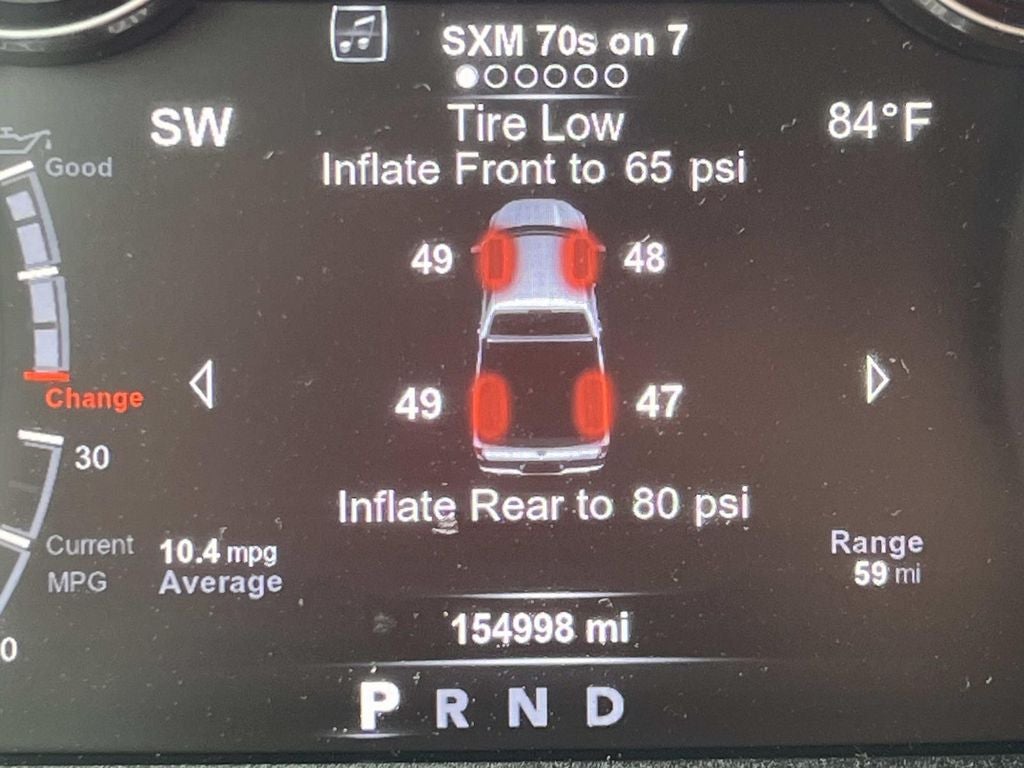 SXM 70s on 7
SW
Tire Low
84°F
Inflate Front to 65 psi
Good
49
48
Change
49
47
30
Inflate Rear to 80 psi
Current
MPG
10.4 mpg
Average
Range
59 mi
154998 mi
0
P R N D